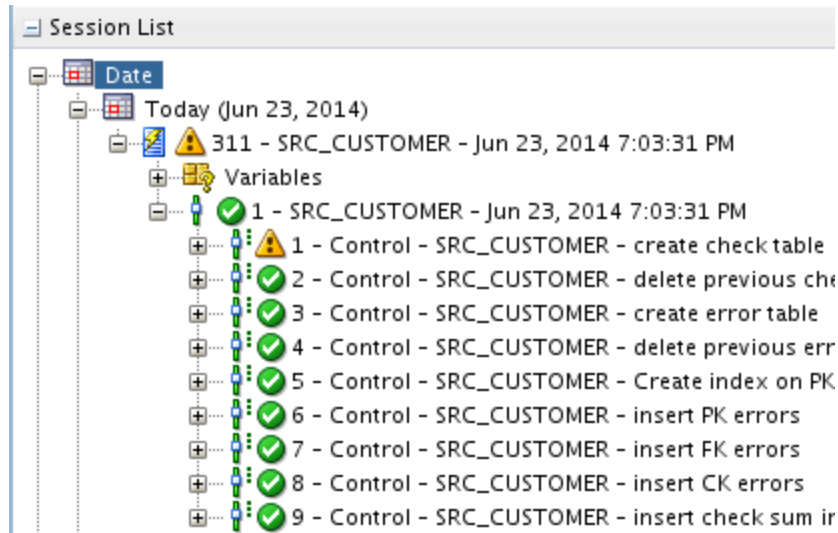 Session List
Date
Today (Jun 23, 2014)
311 - SRC_CUSTOMER - Jun 23, 2014 7:03:31 PM
Variables
1 - SRC_CUSTOMER - Jun 23, 2014 7:03:31 PM
1 - Control - SRC_CUSTOMER - create check table
2 - Control - SRC_CUSTOMER - delete previous che
3 - Control - SRC_CUSTOMER - create error table
4 - Control - SRC_CUSTOMER - delete previous err
5 - Control - SRC_CUSTOMER - Create index on PK
6 - Control - SRC_CUSTOMER - insert PK errors
7 - Control - SRC_CUSTOMER - insert FK errors
8 - Control - SRC_CUSTOMER - insert CK errors
9 - Control - SRC_CUSTOMER - insert check sum in